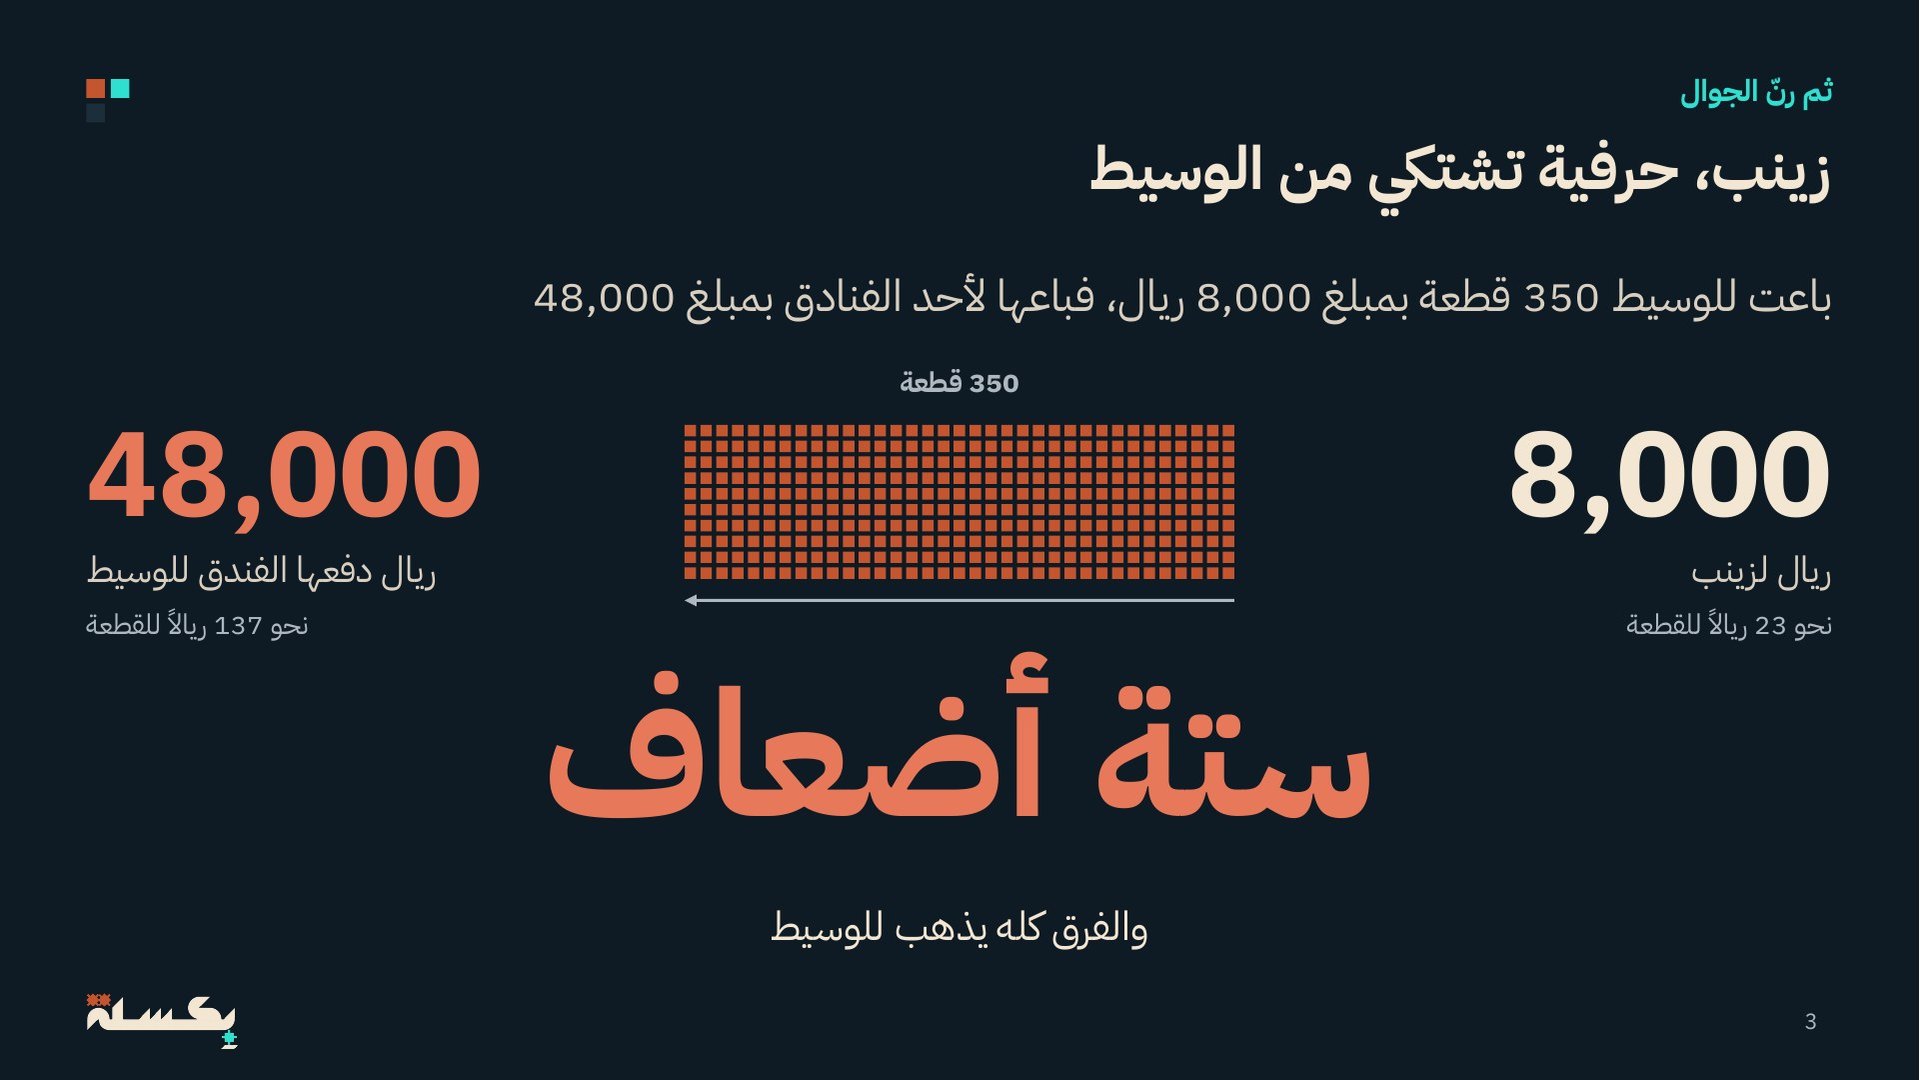 ثم رنّ الجوال
زينب، حرفية تشتكي من الوسيط
باعت للوسيط 350 قطعة بمبلغ 8,000 ريال، فباعها لأحد الفنادق بمبلغ 48,000
350 قطعة
8,000
ريال لزينب
نحو 23 ريالاً للقطعة
48,000
ريال دفعها الفندق للوسيط
نحو 137 ريالاً للقطعة
ستة أضعاف
والفرق كله يذهب للوسيط
بكسلة
3